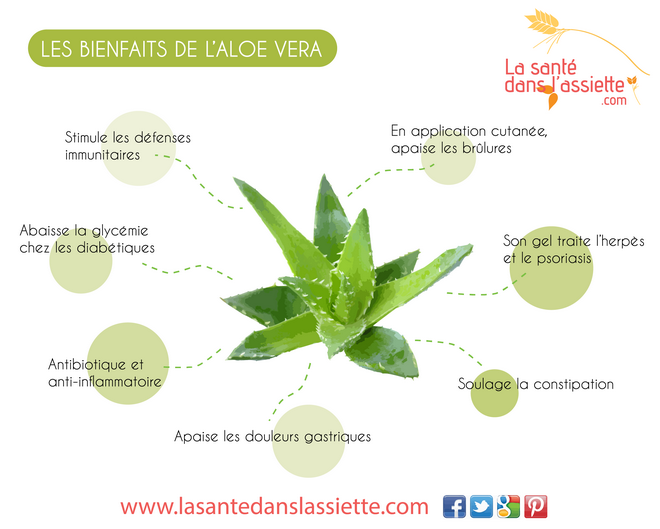 LES BIENFAITS DE L'ALOE VERA
La santé
dans l'assiette
.com
Stimule les défenses
immunitaires
En application cutanée,
apaise les brûlures
Abaisse la glycémie
chez les diabétiques
Son gel traite l'herpès
et le psoriasis
Antibiotique et
anti-inflammatoire
Soulage la constipation
Apaise les douleurs gastriques
www.lasantedanslassiette.com